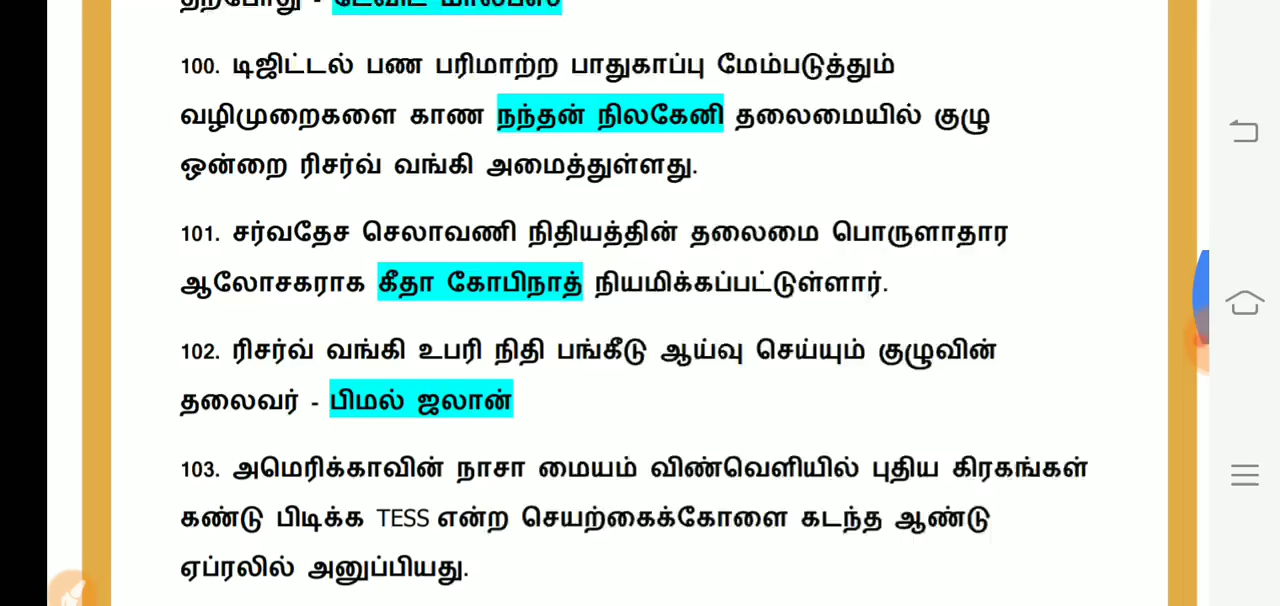 தற்போது - டேவிட் மால்பஸ்
100. டிஜிட்டல் பண பரிமாற்ற பாதுகாப்பு மேம்படுத்தும்
வழிமுறைகளை காண நந்தன் நிலகேனி தலைமையில் குழு
ஒன்றை ரிசர்வ் வங்கி அமைத்துள்ளது.
101. சர்வதேச செலாவணி நிதியத்தின் தலைமை பொருளாதார
ஆலோசகராக கீதா கோபிநாத் நியமிக்கப்பட்டுள்ளார்.
102. ரிசர்வ் வங்கி உபரி நிதி பங்கீடு ஆய்வு செய்யும் குழுவின்
தலைவர் - பிமல் ஜலான்
103. அமெரிக்காவின் நாசா மையம் விண்வெளியில் புதிய கிரகங்கள்
கண்டு பிடிக்க TESS என்ற செயற்கைக்கோளை கடந்த ஆண்டு
ஏப்ரலில் அனுப்பியது.